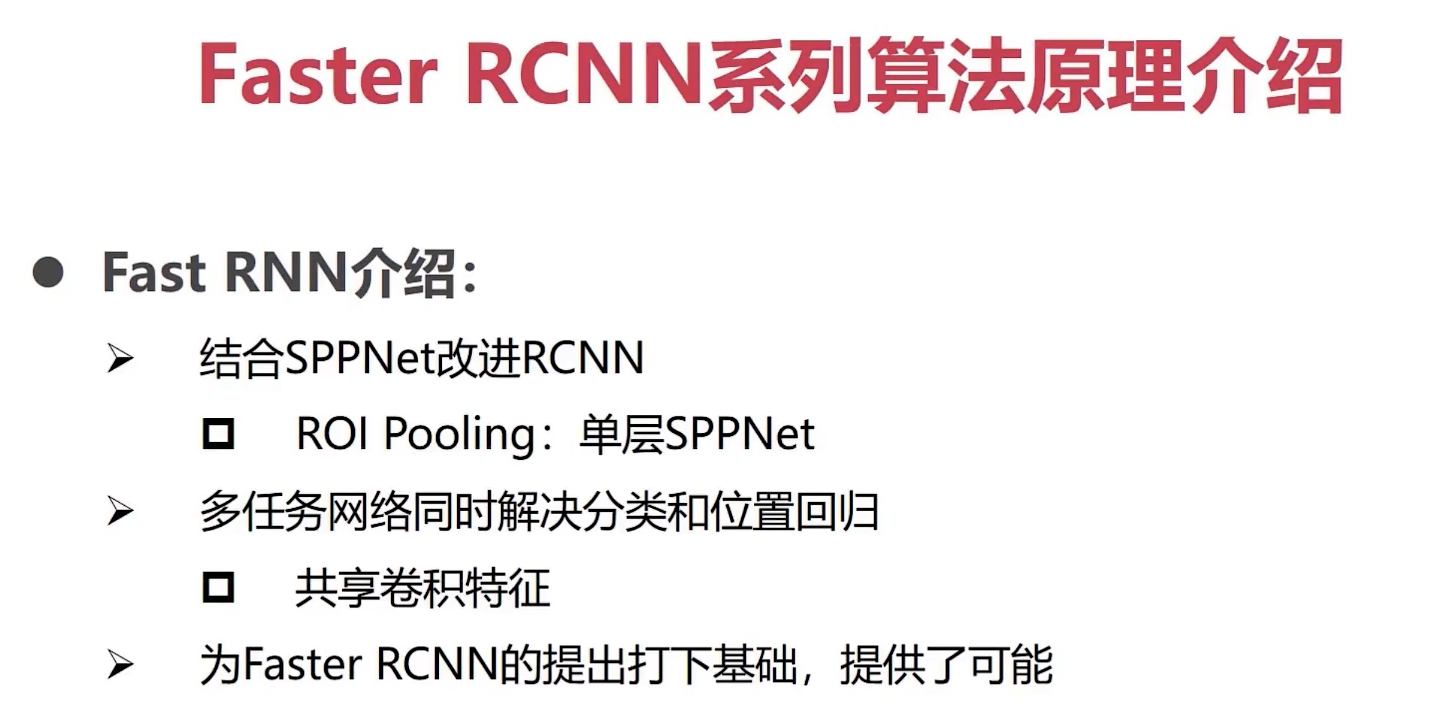 Faster RCNN系列算法原理介绍
● Fast RNN介绍：
➢ 结合SPPNet改进RCNN
❑ ROI Pooling：单层SPPNet
➢ 多任务网络同时解决分类和位置回归
❑ 共享卷积特征
➢ 为Faster RCNN的提出打下基础，提供了可能